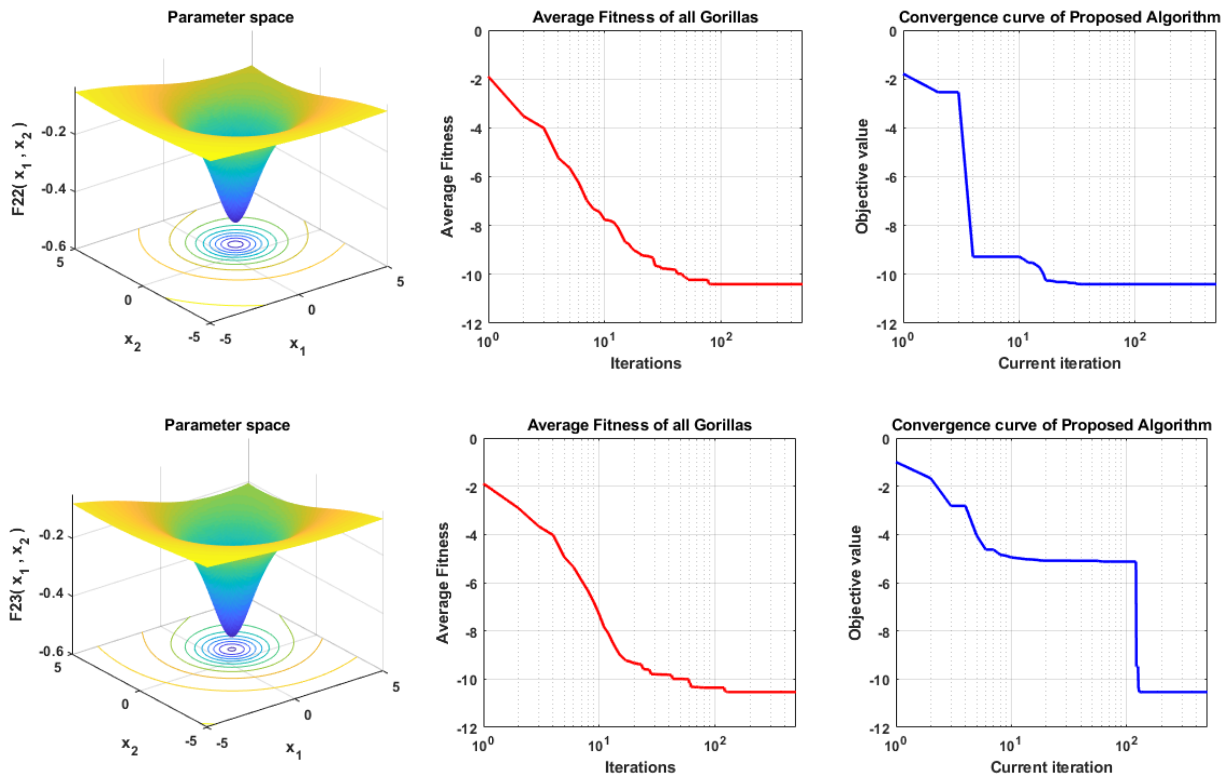 Parameter space
F22( x1 , x2 )
-0.2
-0.4
-0.6
5
0
-5
x2
-5
0
5
x1
Average Fitness of all Gorillas
Average Fitness
0
-2
-4
-6
-8
-10
-12
10^0
10^1
10^2
Iterations
Convergence curve of Proposed Algorithm
Objective value
0
-2
-4
-6
-8
-10
-12
10^0
10^1
10^2
Current iteration
Parameter space
F23( x1 , x2 )
-0.2
-0.4
-0.6
5
0
-5
x2
-5
0
5
x1
Average Fitness of all Gorillas
Average Fitness
0
-2
-4
-6
-8
-10
-12
10^0
10^1
10^2
Iterations
Convergence curve of Proposed Algorithm
Objective value
0
-2
-4
-6
-8
-10
-12
10^0
10^1
10^2
Current iteration